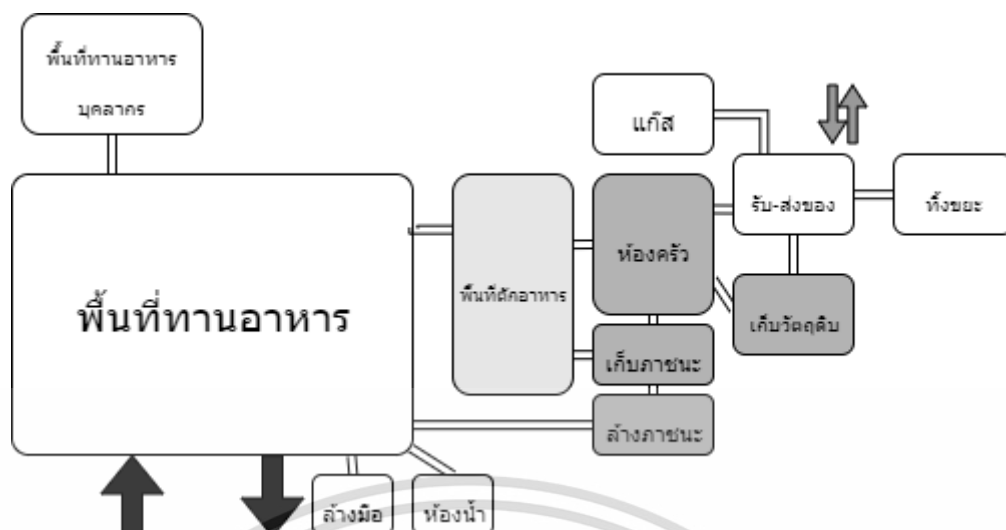 พื้นที่ทานอาหาร
บุคลากร
แก๊ส
รับ-ส่งของ
ทิ้งขยะ
ห้องครัว
พื้นที่ตักอาหาร
พื้นที่ทานอาหาร
เก็บวัตถุดิบ
เก็บภาชนะ
ล้างภาชนะ
ล้างมือ
ห้องน้ำ